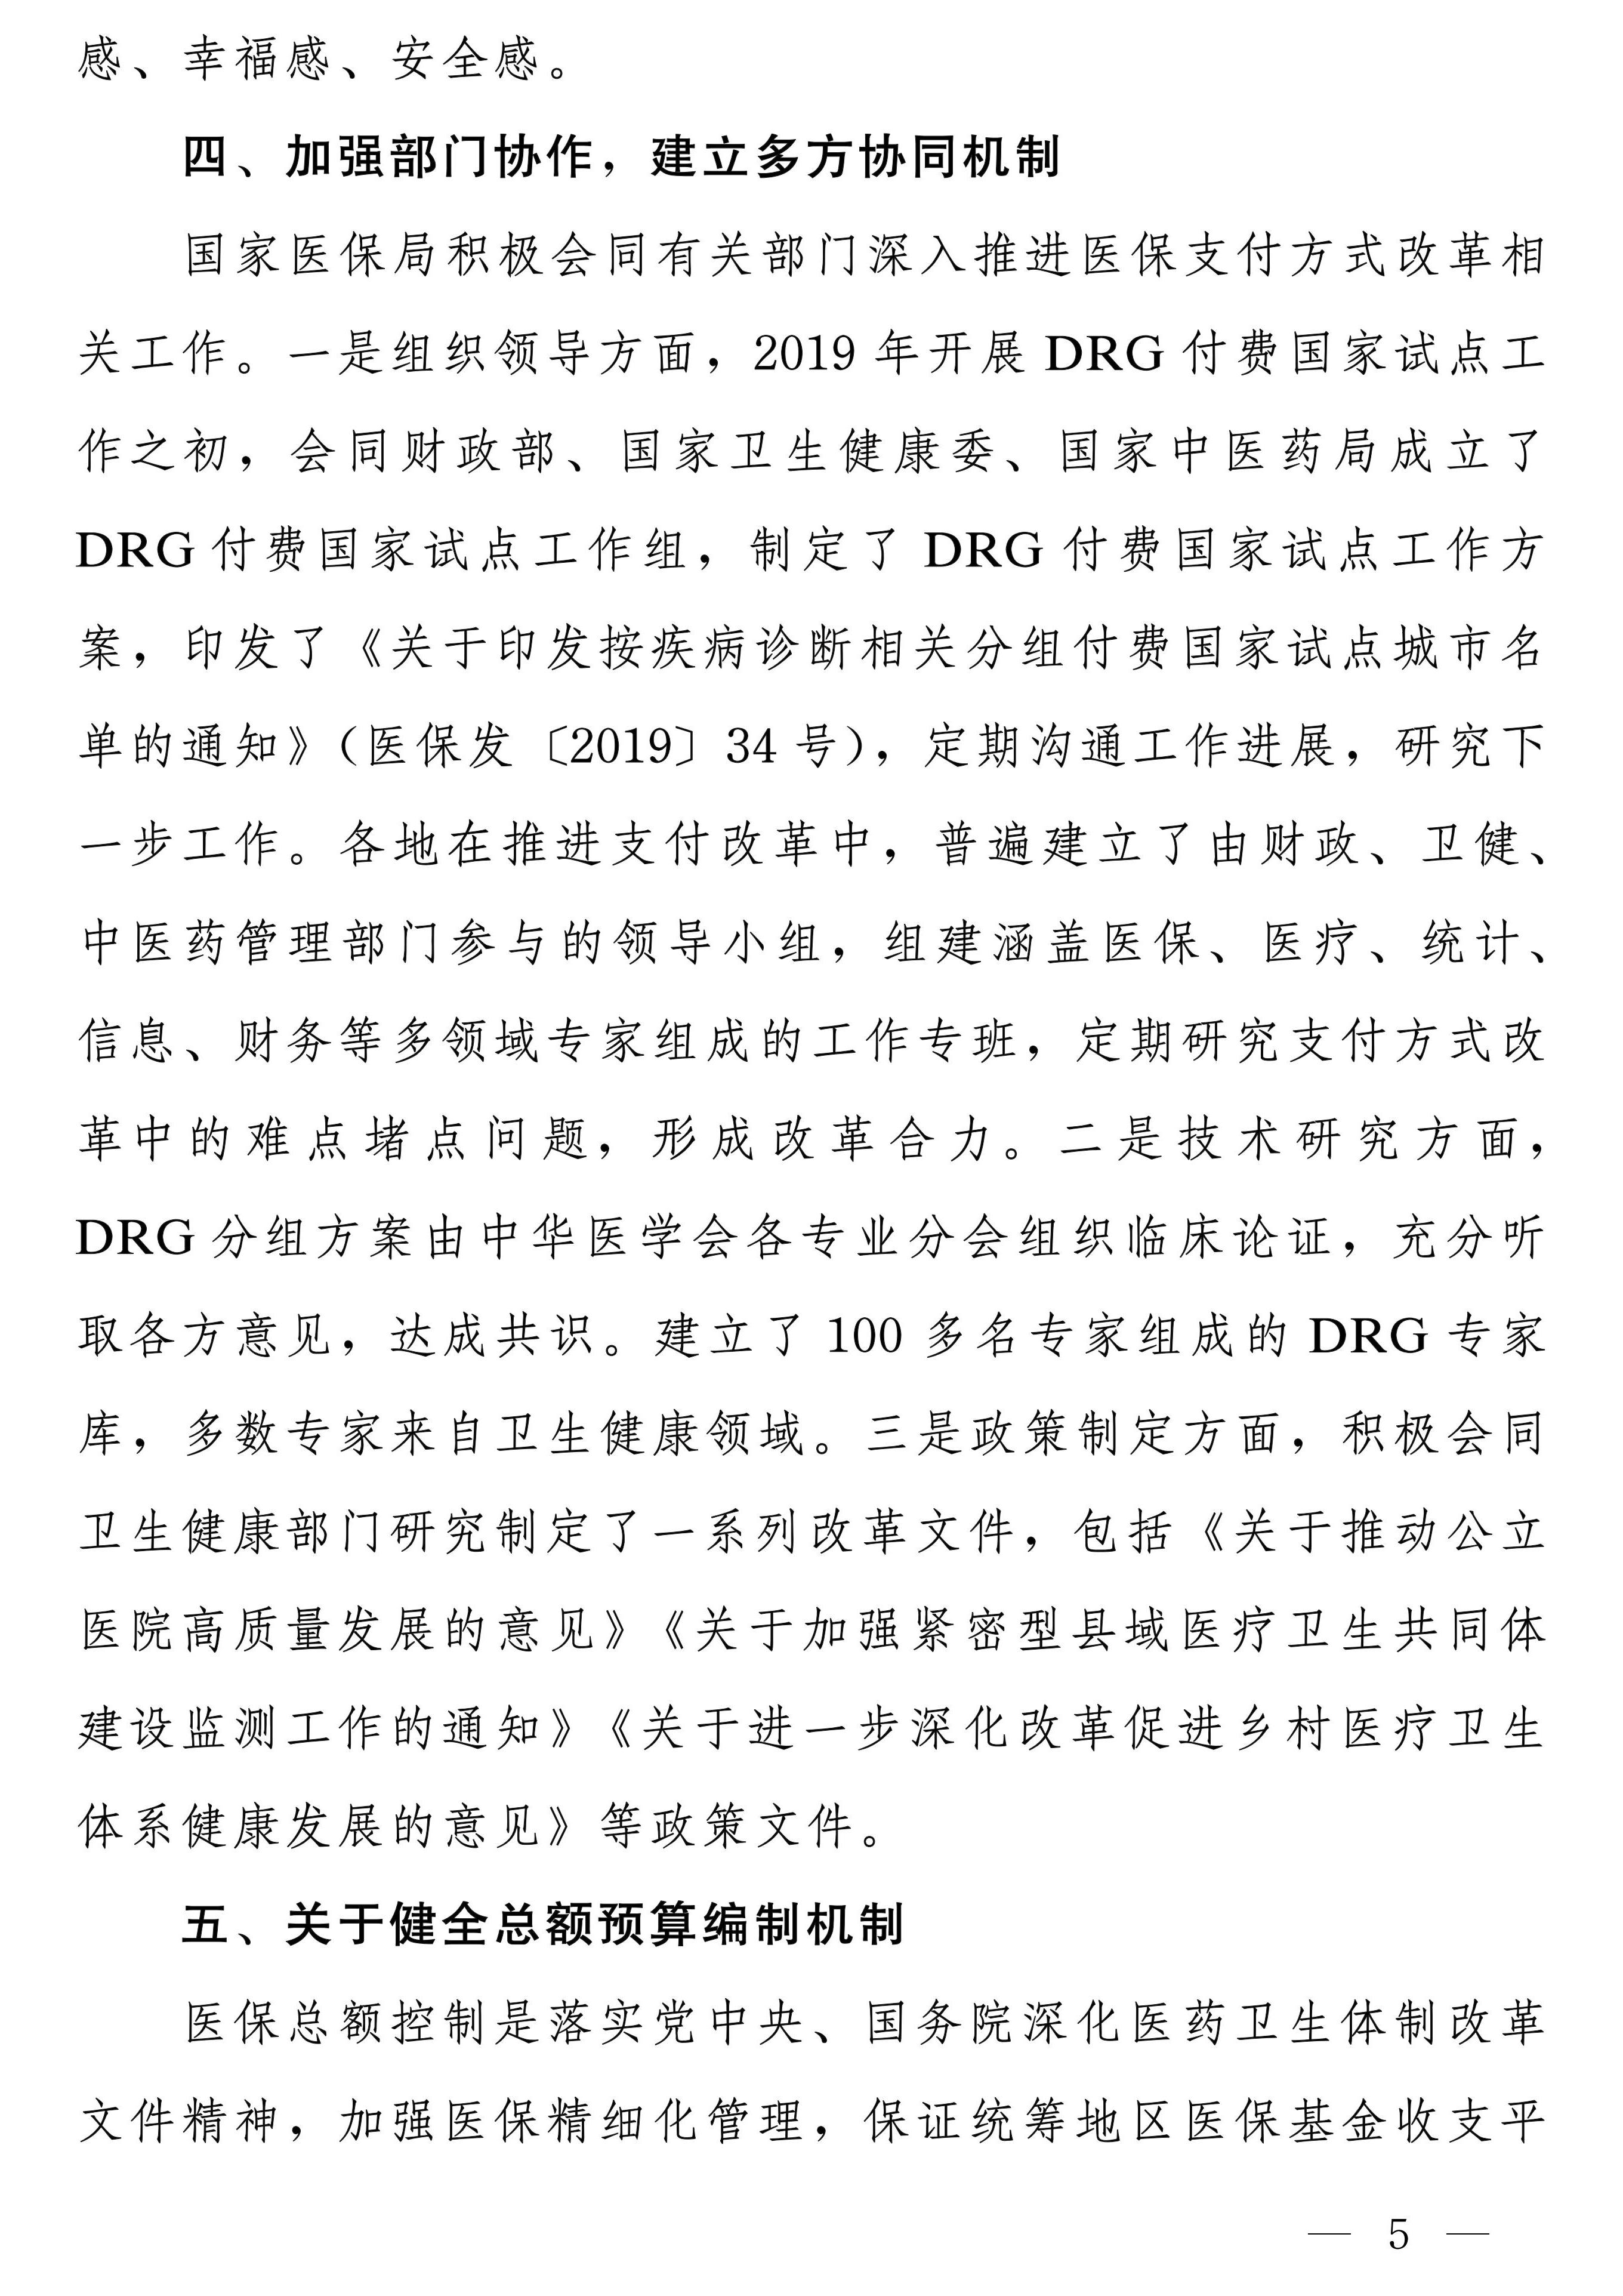 感、幸福感、安全感。
四、加强部门协作，建立多方协同机制
国家医保局积极会同有关部门深入推进医保支付方式改革相
关工作。一是组织领导方面，2019 年开展 DRG 付费国家试点工
作之初，会同财政部、国家卫生健康委、国家中医药局成立了
DRG 付费国家试点工作组，制定了 DRG 付费国家试点工作方
案，印发了《关于印发按疾病诊断相关分组付费国家试点城市名
单的通知》（医保发〔2019〕34 号），定期沟通工作进展，研究下
一步工作。各地在推进支付改革中，普遍建立了由财政、卫健、
中医药管理部门参与的领导小组，组建涵盖医保、医疗、统计、
信息、财务等多领域专家组成的工作专班，定期研究支付方式改
革中的难点堵点问题，形成改革合力。二是技术研究方面，
DRG 分组方案由中华医学会各专业分会组织临床论证，充分听
取各方意见，达成共识。建立了 100 多名专家组成的 DRG 专家
库，多数专家来自卫生健康领域。三是政策制定方面，积极会同
卫生健康部门研究制定了一系列改革文件，包括《关于推动公立
医院高质量发展的意见》《关于加强紧密型县域医疗卫生共同体
建设监测工作的通知》《关于进一步深化改革促进乡村医疗卫生
体系健康发展的意见》等政策文件。
五、关于健全总额预算编制机制
医保总额控制是落实党中央、国务院深化医药卫生体制改革
文件精神，加强医保精细化管理，保证统筹地区医保基金收支平
— 5 —